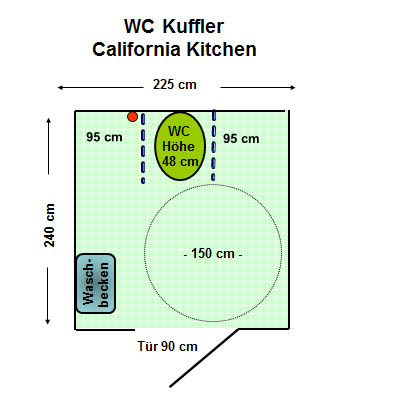 WC Kuffler
California Kitchen
225 cm
95 cm
WC
Höhe
48 cm
95 cm
240 cm
- 150 cm -
Wasch-
becken
Tür 90 cm